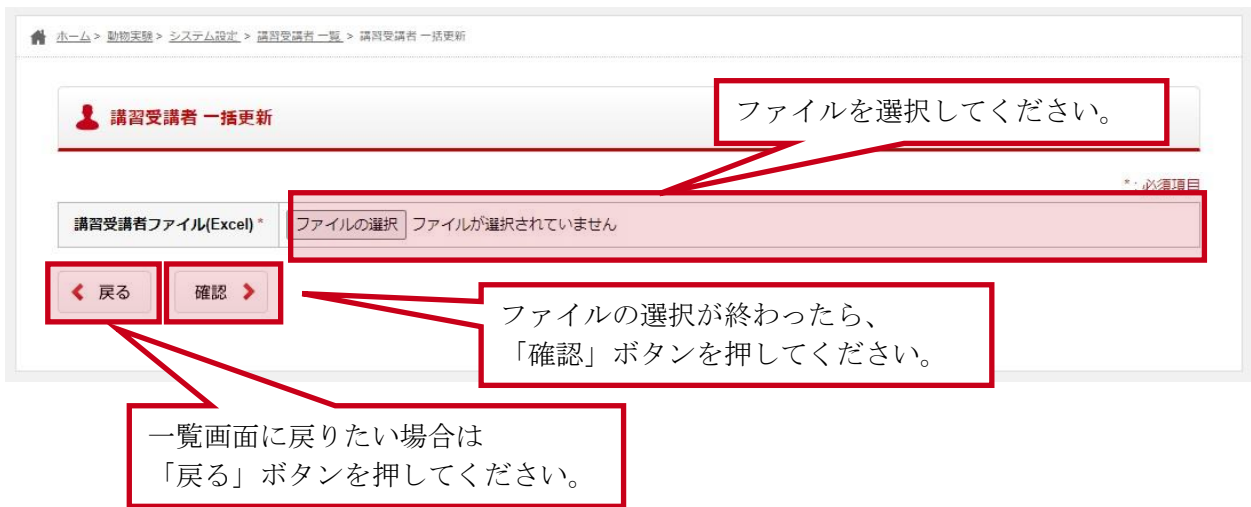 ホーム > 動物実験 > システム設定 > 講習受講者 一覧 > 講習受講者 一括更新
講習受講者 一括更新
ファイルを選択してください。
* : 必須項目
講習受講者ファイル(Excel) * ファイルの選択 ファイルが選択されていません
戻る 確認
ファイルの選択が終わったら、
「確認」ボタンを押してください。
一覧画面に戻りたい場合は
「戻る」ボタンを押してください。